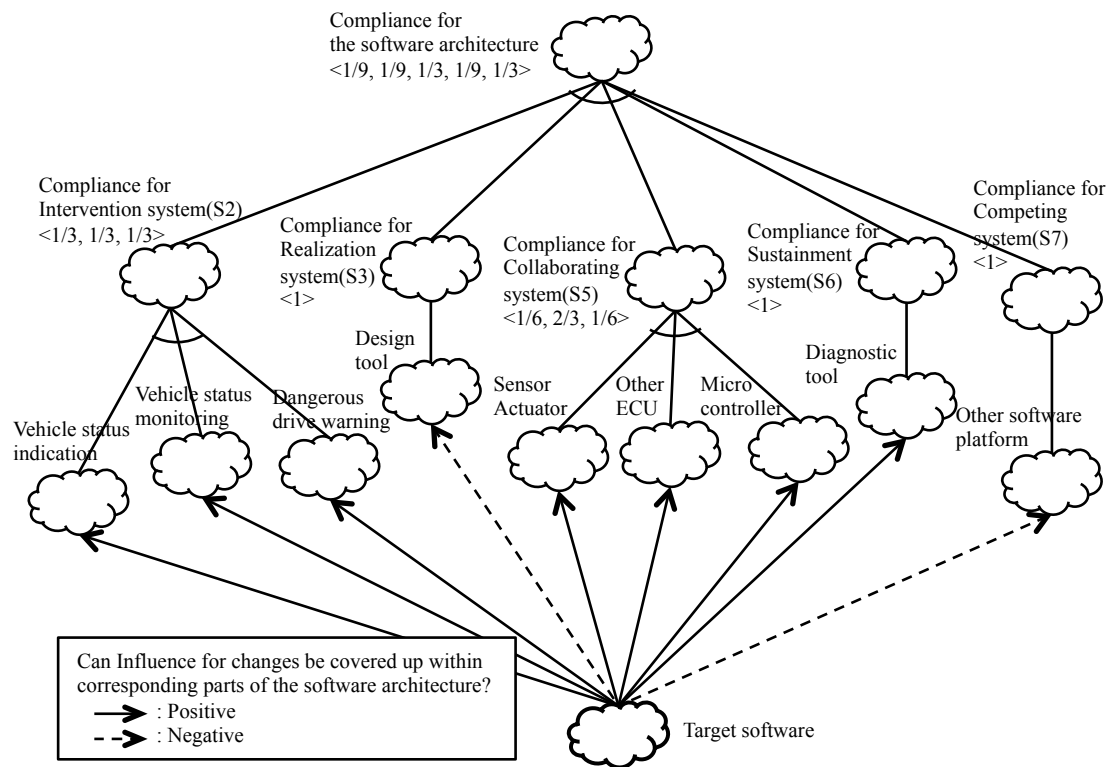 Compliance for
the software architecture
<1/9, 1/9, 1/3, 1/9, 1/3>
Compliance for
Intervention system(S2)
<1/3, 1/3, 1/3>
Compliance for
Realization
system(S3)
<1>
Compliance for
Collaborating
system(S5)
<1/6, 2/3, 1/6>
Compliance for
Sustainment
system(S6)
<1>
Compliance for
Competing
system(S7)
<1>
Vehicle status
indication
Vehicle status
monitoring
Dangerous
drive warning
Design
tool
Sensor
Actuator
Other
ECU
Micro
controller
Diagnostic
tool
Other software
platform
Can Influence for changes be covered up within
corresponding parts of the software architecture?
: Positive
: Negative
Target software